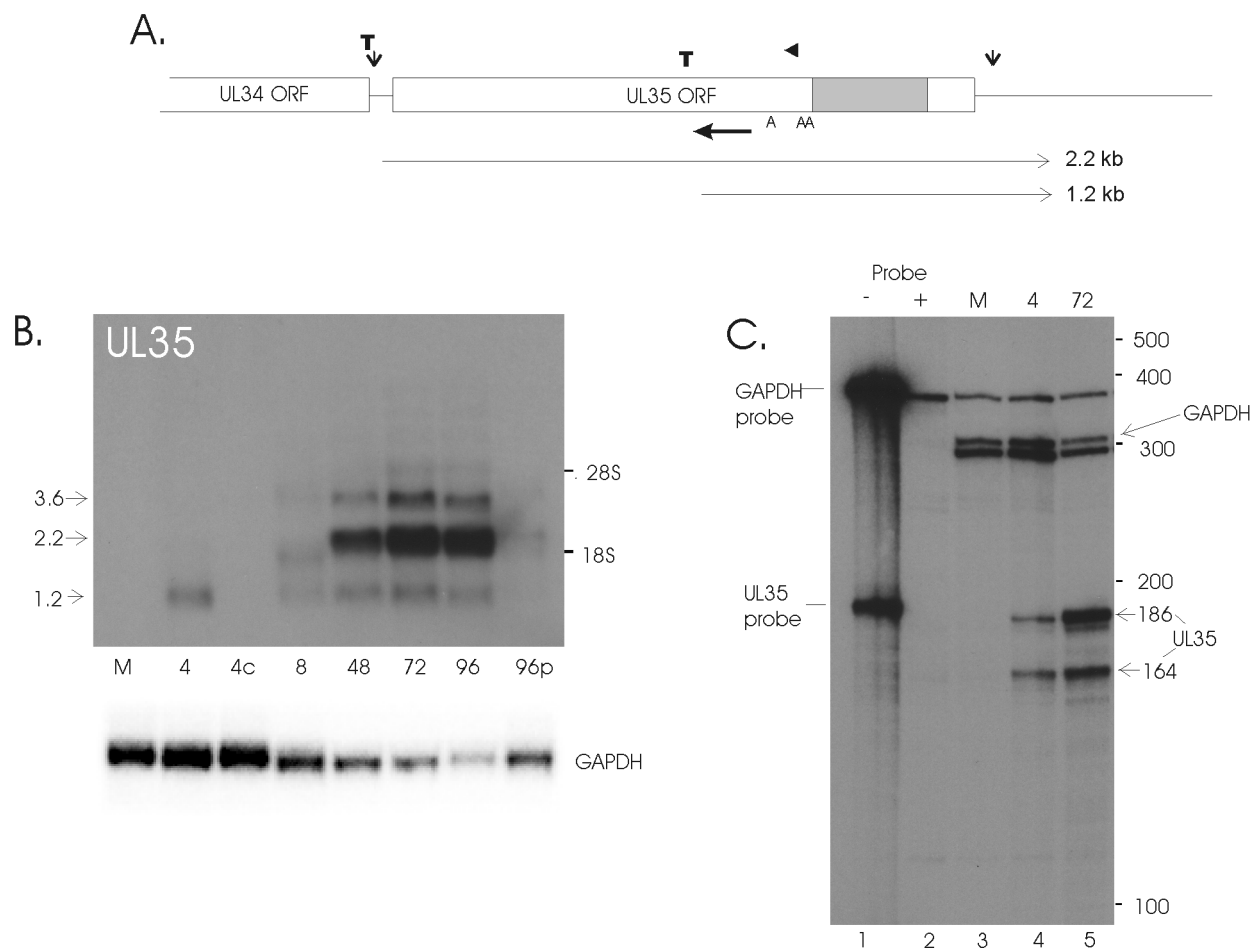 A.
T
T
UL34 ORF
UL35 ORF
A AA
2.2 kb
1.2 kb
B.
UL35
3.6
2.2
1.2
28S
18S
M 4 4c 8 48 72 96 96p
GAPDH
C.
Probe
- + M 4 72
GAPDH
probe
UL35
probe
500
400
GAPDH
300
200
186
UL35
164
100
1 2 3 4 5